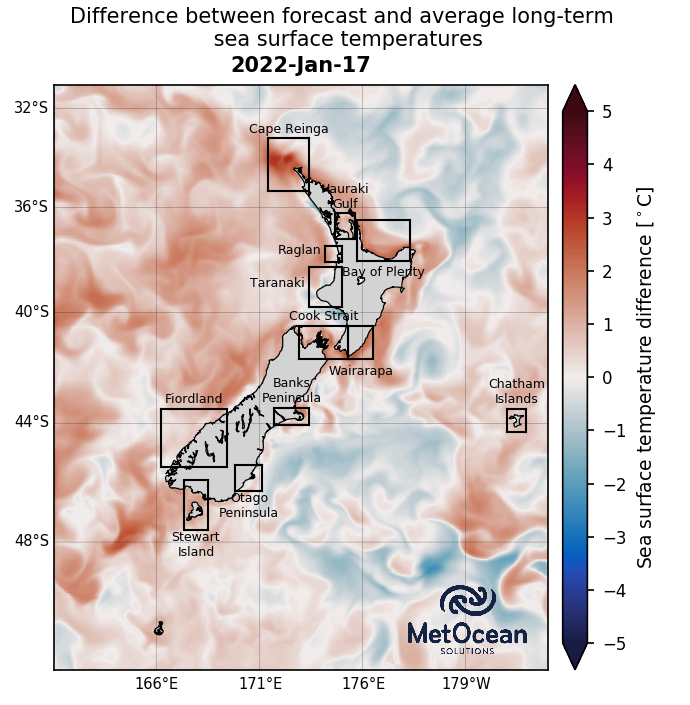 Difference between forecast and average long-term
sea surface temperatures
2022-Jan-17
32°S
36°S
40°S
44°S
48°S
Cape Reinga
Hauraki
Gulf
Raglan
Bay of Plenty
Taranaki
Cook Strait
Wairarapa
Banks
Peninsula
Fiordland
Chatham
Islands
Otago
Peninsula
Stewart
Island
MetOcean
SOLUTIONS
166°E
171°E
176°E
179°W
5
4
3
2
1
0
−1
−2
−3
−4
−5
Sea surface temperature difference [°C]